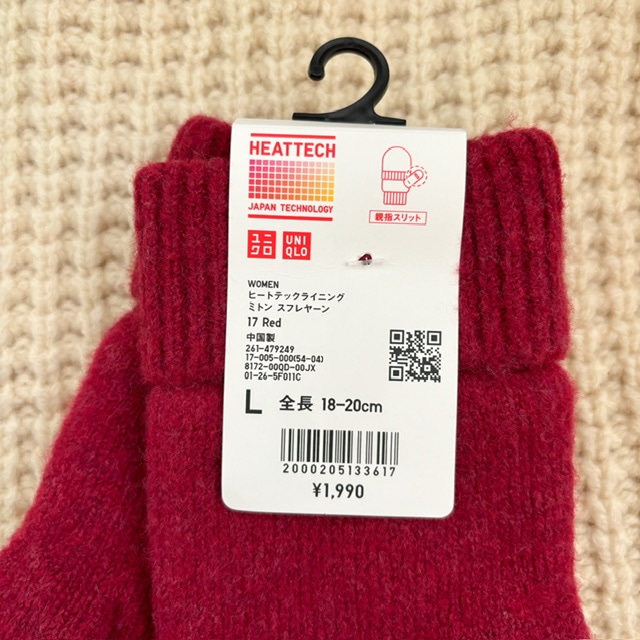 HEATTECH
JAPAN TECHNOLOGY
ユニ
クロ
UNI
QLO
親指スリット
WOMEN
ヒートテックライニング
ミトン スフレヤーン
17 Red
中国製
261-479249
17-005-000(54-04)
8172-00QD-00JX
01-26-5F011C
L 全長 18-20cm
2000205133617
¥1,990